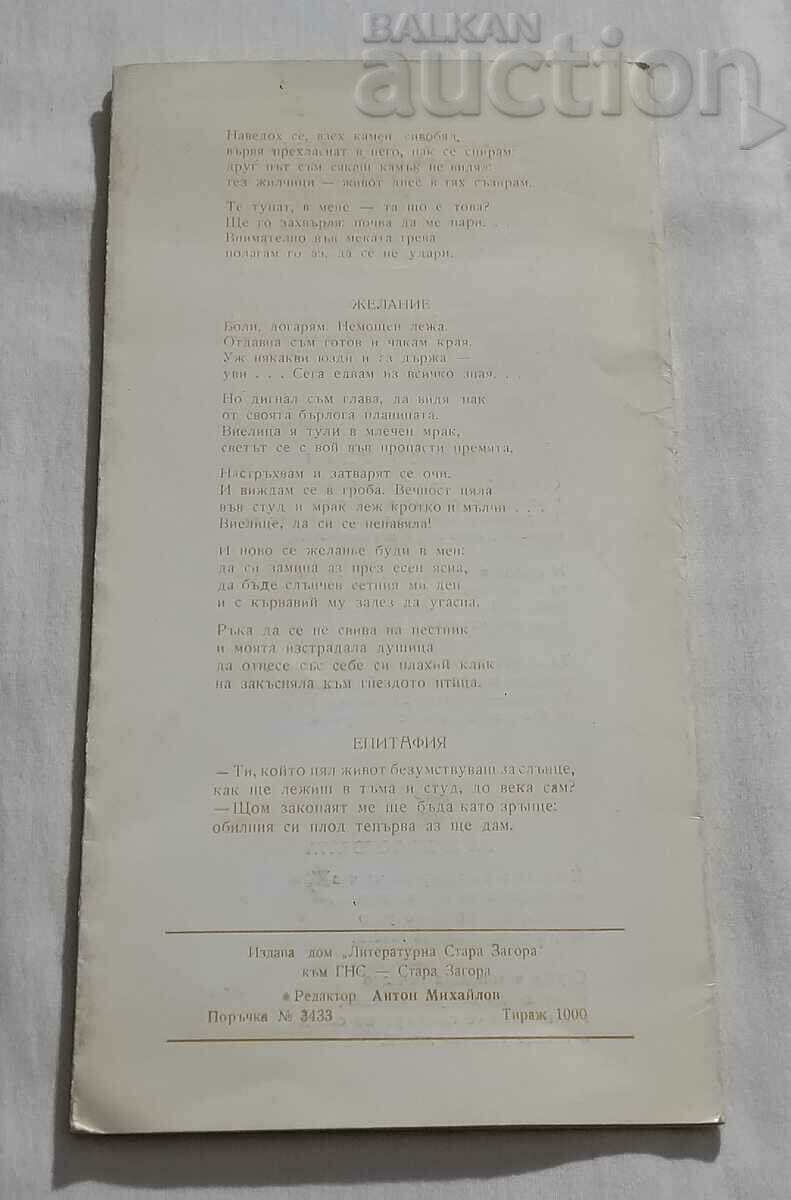 BALKAN
auction
Наведох се, взех камен сивобял,
вървя прехласнат в него, пак се спирам:
друг път съм сякаш камък не видял:
тез жилчици — живот днес в тях съзирам.
Те тупат, в мене — та що е това?
Ще го захвърля: почва да ме пари. . .
Внимателно във меката трева
полагам го аз, да се не удари.
ЖЕЛАНИЕ
Боли, догарям. Немощен лежа.
Отдавна съм готов и чакам края.
Уж някакви юзди и аз държа —
уви . . . Сега едвам из всичко зная. . .
Но дигнал съм глава, да видя пак
от своята бърлога планината.
Виелица я тули в млечен мрак,
светът се с вой във пропасти премята.
Настръхвам и затварят се очи.
И виждам се в гроба. Вечност цяла
във студ и мрак леж кротко и мълчи . . .
Виелице, да си се ненавяла!
И ново се желанье буди в мен:
да си замина аз през есен ясна,
да бъде слънчев сетния ми ден
и с кървавий му залез да угасна.
Ръка да се не свива на пестник
и моята изстрадала душица
да отнесе със себе си плахий клик
на закъсняла към гнездото птица.
ЕПИТАФИЯ
— Ти, който цял живот безумствуваш за слънце,
как ще лежиш в тъма и студ, до века сам?
—Щом закопаят ме ще бъда като зрънце:
обилния си плод тепърва аз ще дам.
Издава дом „Литературна Стара Загора"
към ГНС — Стара Загора
Редактор Антон Михайлов
Поръчка № 3433 Тираж 1000